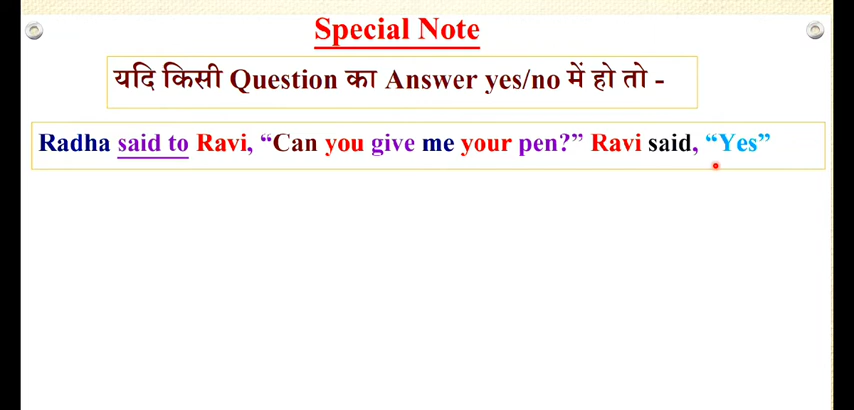 Special Note
यदि किसी Question का Answer yes/no में हो तो -
Radha said to Ravi, “Can you give me your pen?” Ravi said, “Yes”